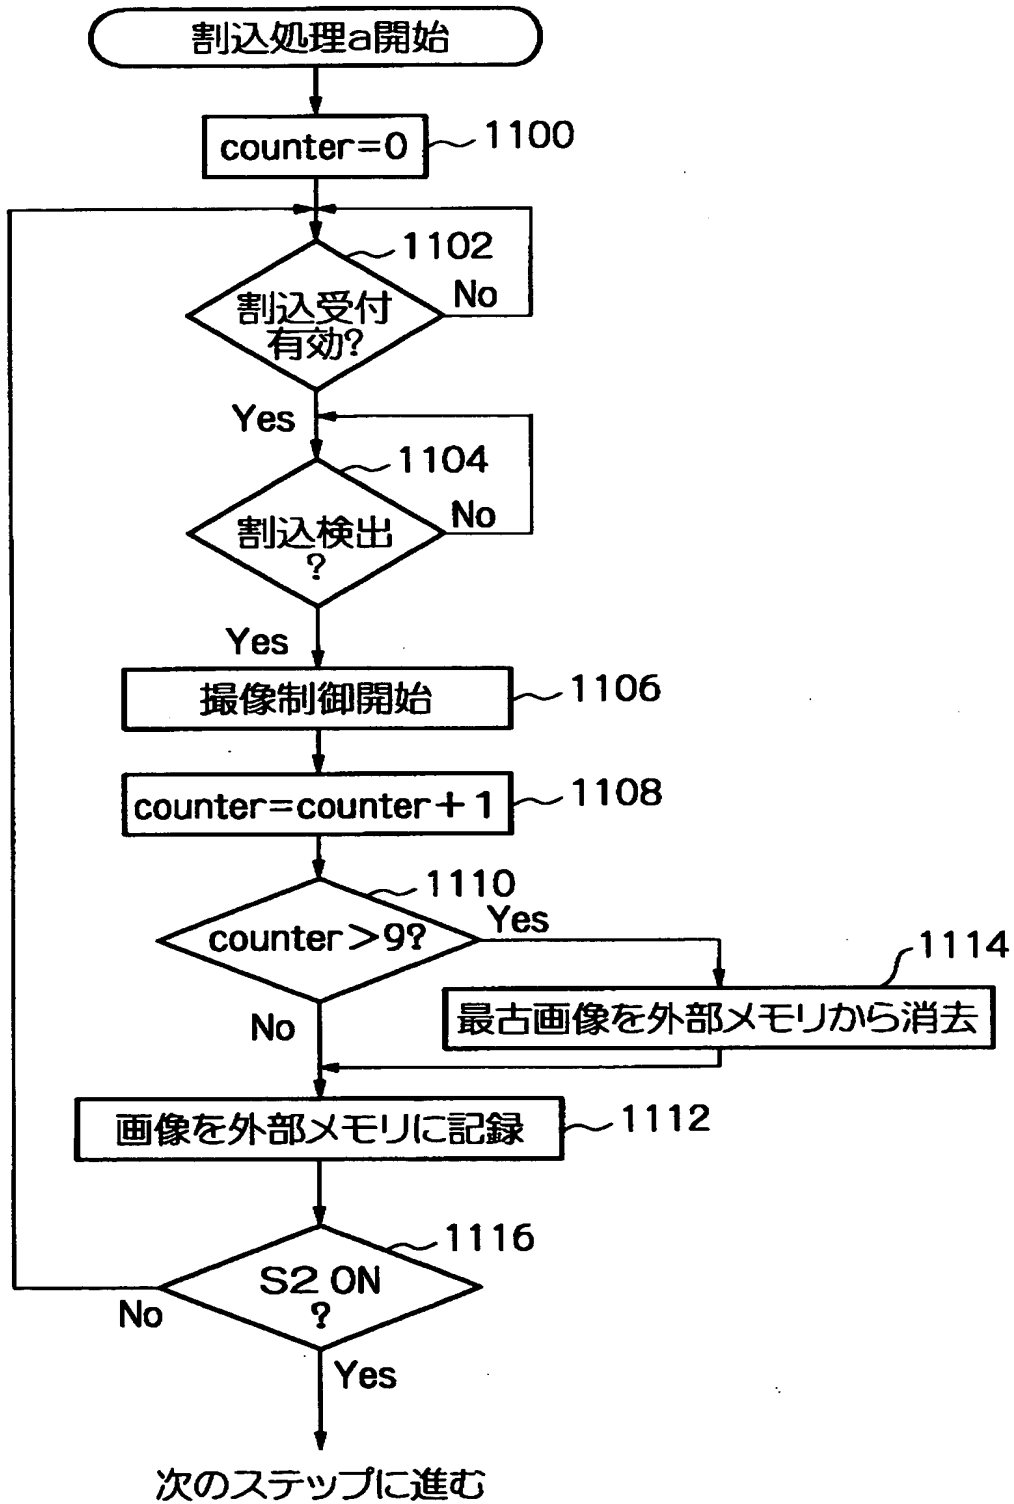 割込処理a開始
counter=0
1100
1102
割込受付
有効?
No
Yes
1104
割込検出
?
No
Yes
撮像制御開始
1106
counter=counter+1
1108
1110
counter>9?
Yes
No
1114
最古画像を外部メモリから消去
画像を外部メモリに記録
1112
1116
S2 ON
?
No
Yes
次のステップに進む